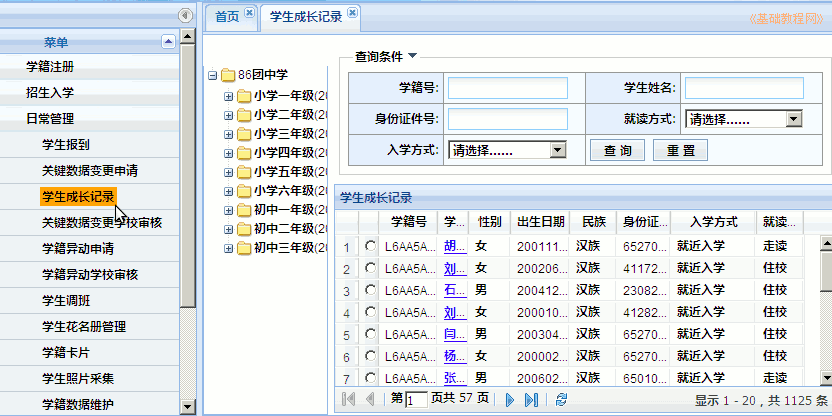 首页
学生成长记录
《基础教程网》
菜单
学籍注册
招生入学
日常管理
学生报到
关键数据变更申请
学生成长记录
关键数据变更学校审核
学籍异动申请
学籍异动学校审核
学生调班
学生花名册管理
学籍卡片
学生照片采集
学籍数据维护
86团中学
小学一年级(20
小学二年级(20
小学三年级(20
小学四年级(20
小学五年级(20
小学六年级(20
初中一年级(20
初中二年级(20
初中三年级(20
查询条件
学籍号:
学生姓名:
身份证件号:
就读方式: 请选择......
入学方式: 请选择...... 查 询 重 置
学生成长记录
学籍号 学... 性别 出生日期 民族 身份证... 入学方式 就读...
1 L6AA5A... 胡... 女 200111... 汉族 65270... 就近入学 走读
2 L6AA5A... 刘... 女 200206... 汉族 41172... 就近入学 住校
3 L6AA5A... 石... 男 200412... 汉族 23082... 就近入学 住校
4 L6AA5A... 刘... 女 200010... 汉族 41282... 就近入学 住校
5 L6AA5A... 闫... 男 200304... 汉族 65270... 就近入学 住校
6 L6AA5A... 杨... 女 200002... 汉族 65270... 就近入学 住校
7 L6AA5A... 张... 男 200602... 汉族 65010... 就近入学 走读
第 1 页共 57 页 显示 1 - 20，共 1125 条